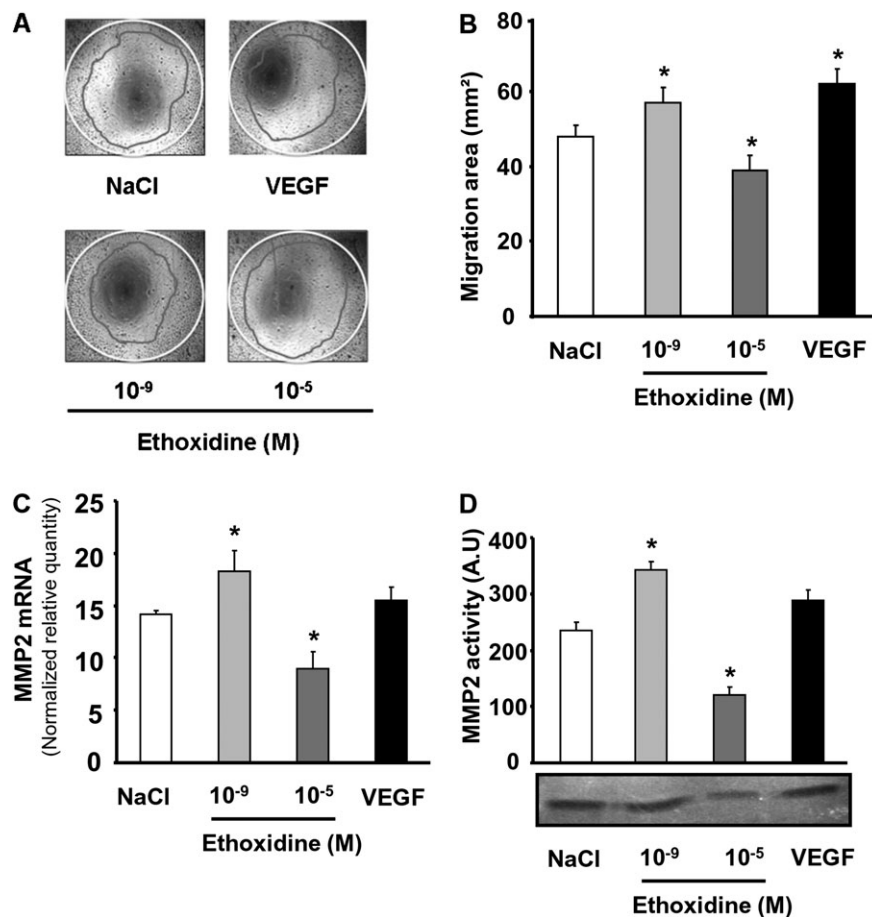 A
NaCl
VEGF
10⁻⁹
10⁻⁵
Ethoxidine (M)
B
Migration area (mm²)
80
60
40
20
0
*
*
*
NaCl
10⁻⁹
10⁻⁵
VEGF
Ethoxidine (M)
C
MMP2 mRNA
(Normalized relative quantity)
25
20
15
10
5
0
*
*
NaCl
10⁻⁹
10⁻⁵
VEGF
Ethoxidine (M)
D
MMP2 activity (A.U)
400
300
200
100
0
*
*
NaCl
10⁻⁹
10⁻⁵
VEGF
Ethoxidine (M)